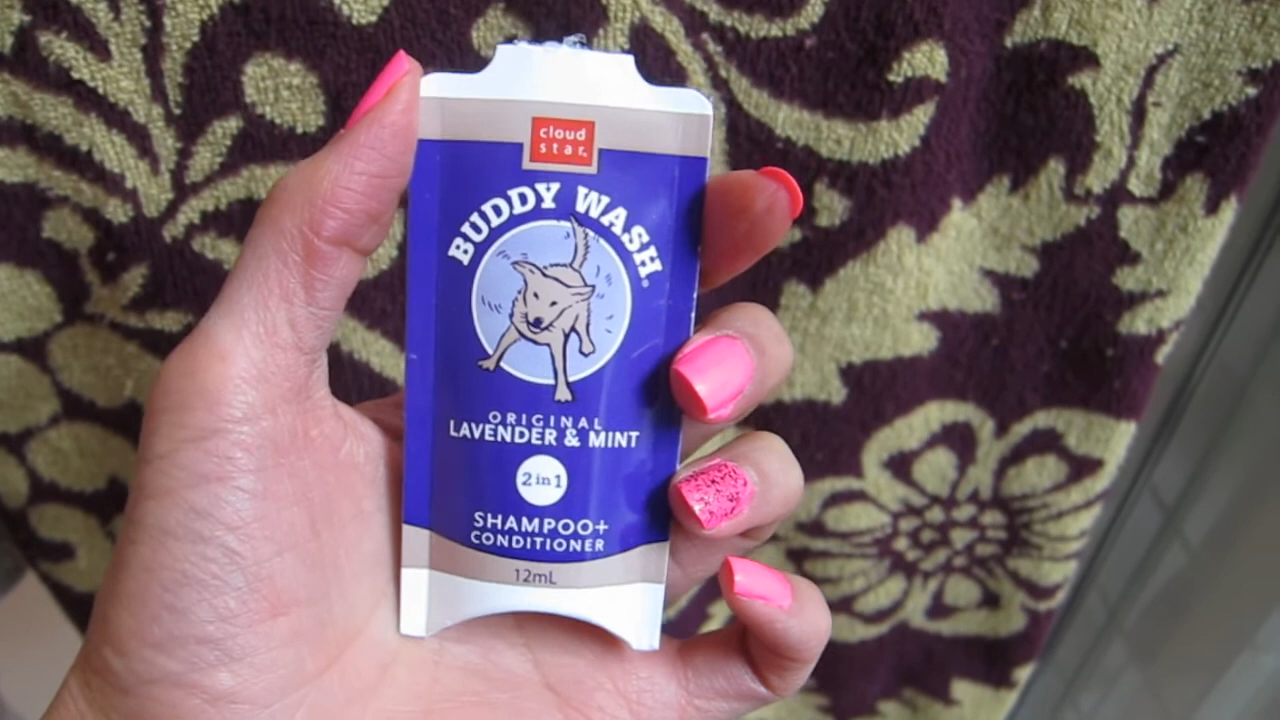 cloud
star
BUDDY WASH®
ORIGINAL
LAVENDER & MINT
2 in 1
SHAMPOO+
CONDITIONER
12mL